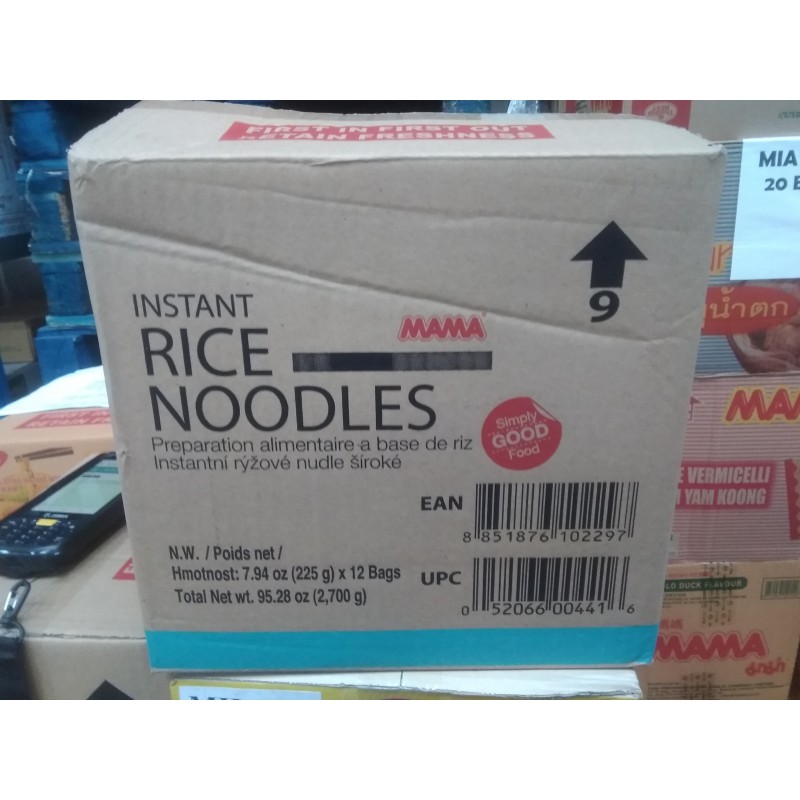 FIRST IN FIRST OUT
RETAIN FRESHNESS
MIA
20
9
INSTANT
RICE
NOODLES
MAMA
Preparation alimentaire a base de riz
Instantní rýžové nudle široké
Simply
GOOD
Food
EAN
8 851876 102297
N.W. / Poids net /
Hmotnost: 7.94 oz (225 g) x 12 Bags
Total Net wt. 95.28 oz (2,700 g)
UPC
0 52066 00441 6
น้ำตก
VERMICELLI
YAM KOONG
DUCK FLAVOUR
MAMA